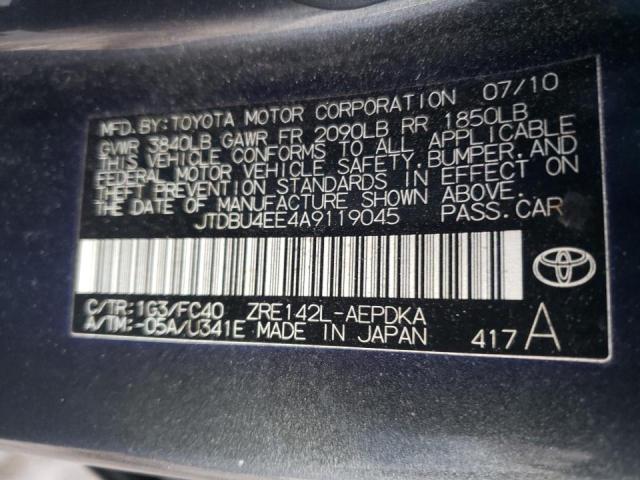 MFD. BY: TOYOTA MOTOR CORPORATION 07/10
GVWR 3840LB GAWR FR 2090LB RR 1850LB
THIS VEHICLE CONFORMS TO ALL APPLICABLE
FEDERAL MOTOR VEHICLE SAFETY, BUMPER, AND
THEFT PREVENTION STANDARDS IN EFFECT ON
THE DATE OF MANUFACTURE SHOWN ABOVE.
JTDBU4EE4A9119045 PASS. CAR
C/TR: 1G3/FC40 ZRE142L-AEPDKA
A/TM: -05A/U341E MADE IN JAPAN 417A